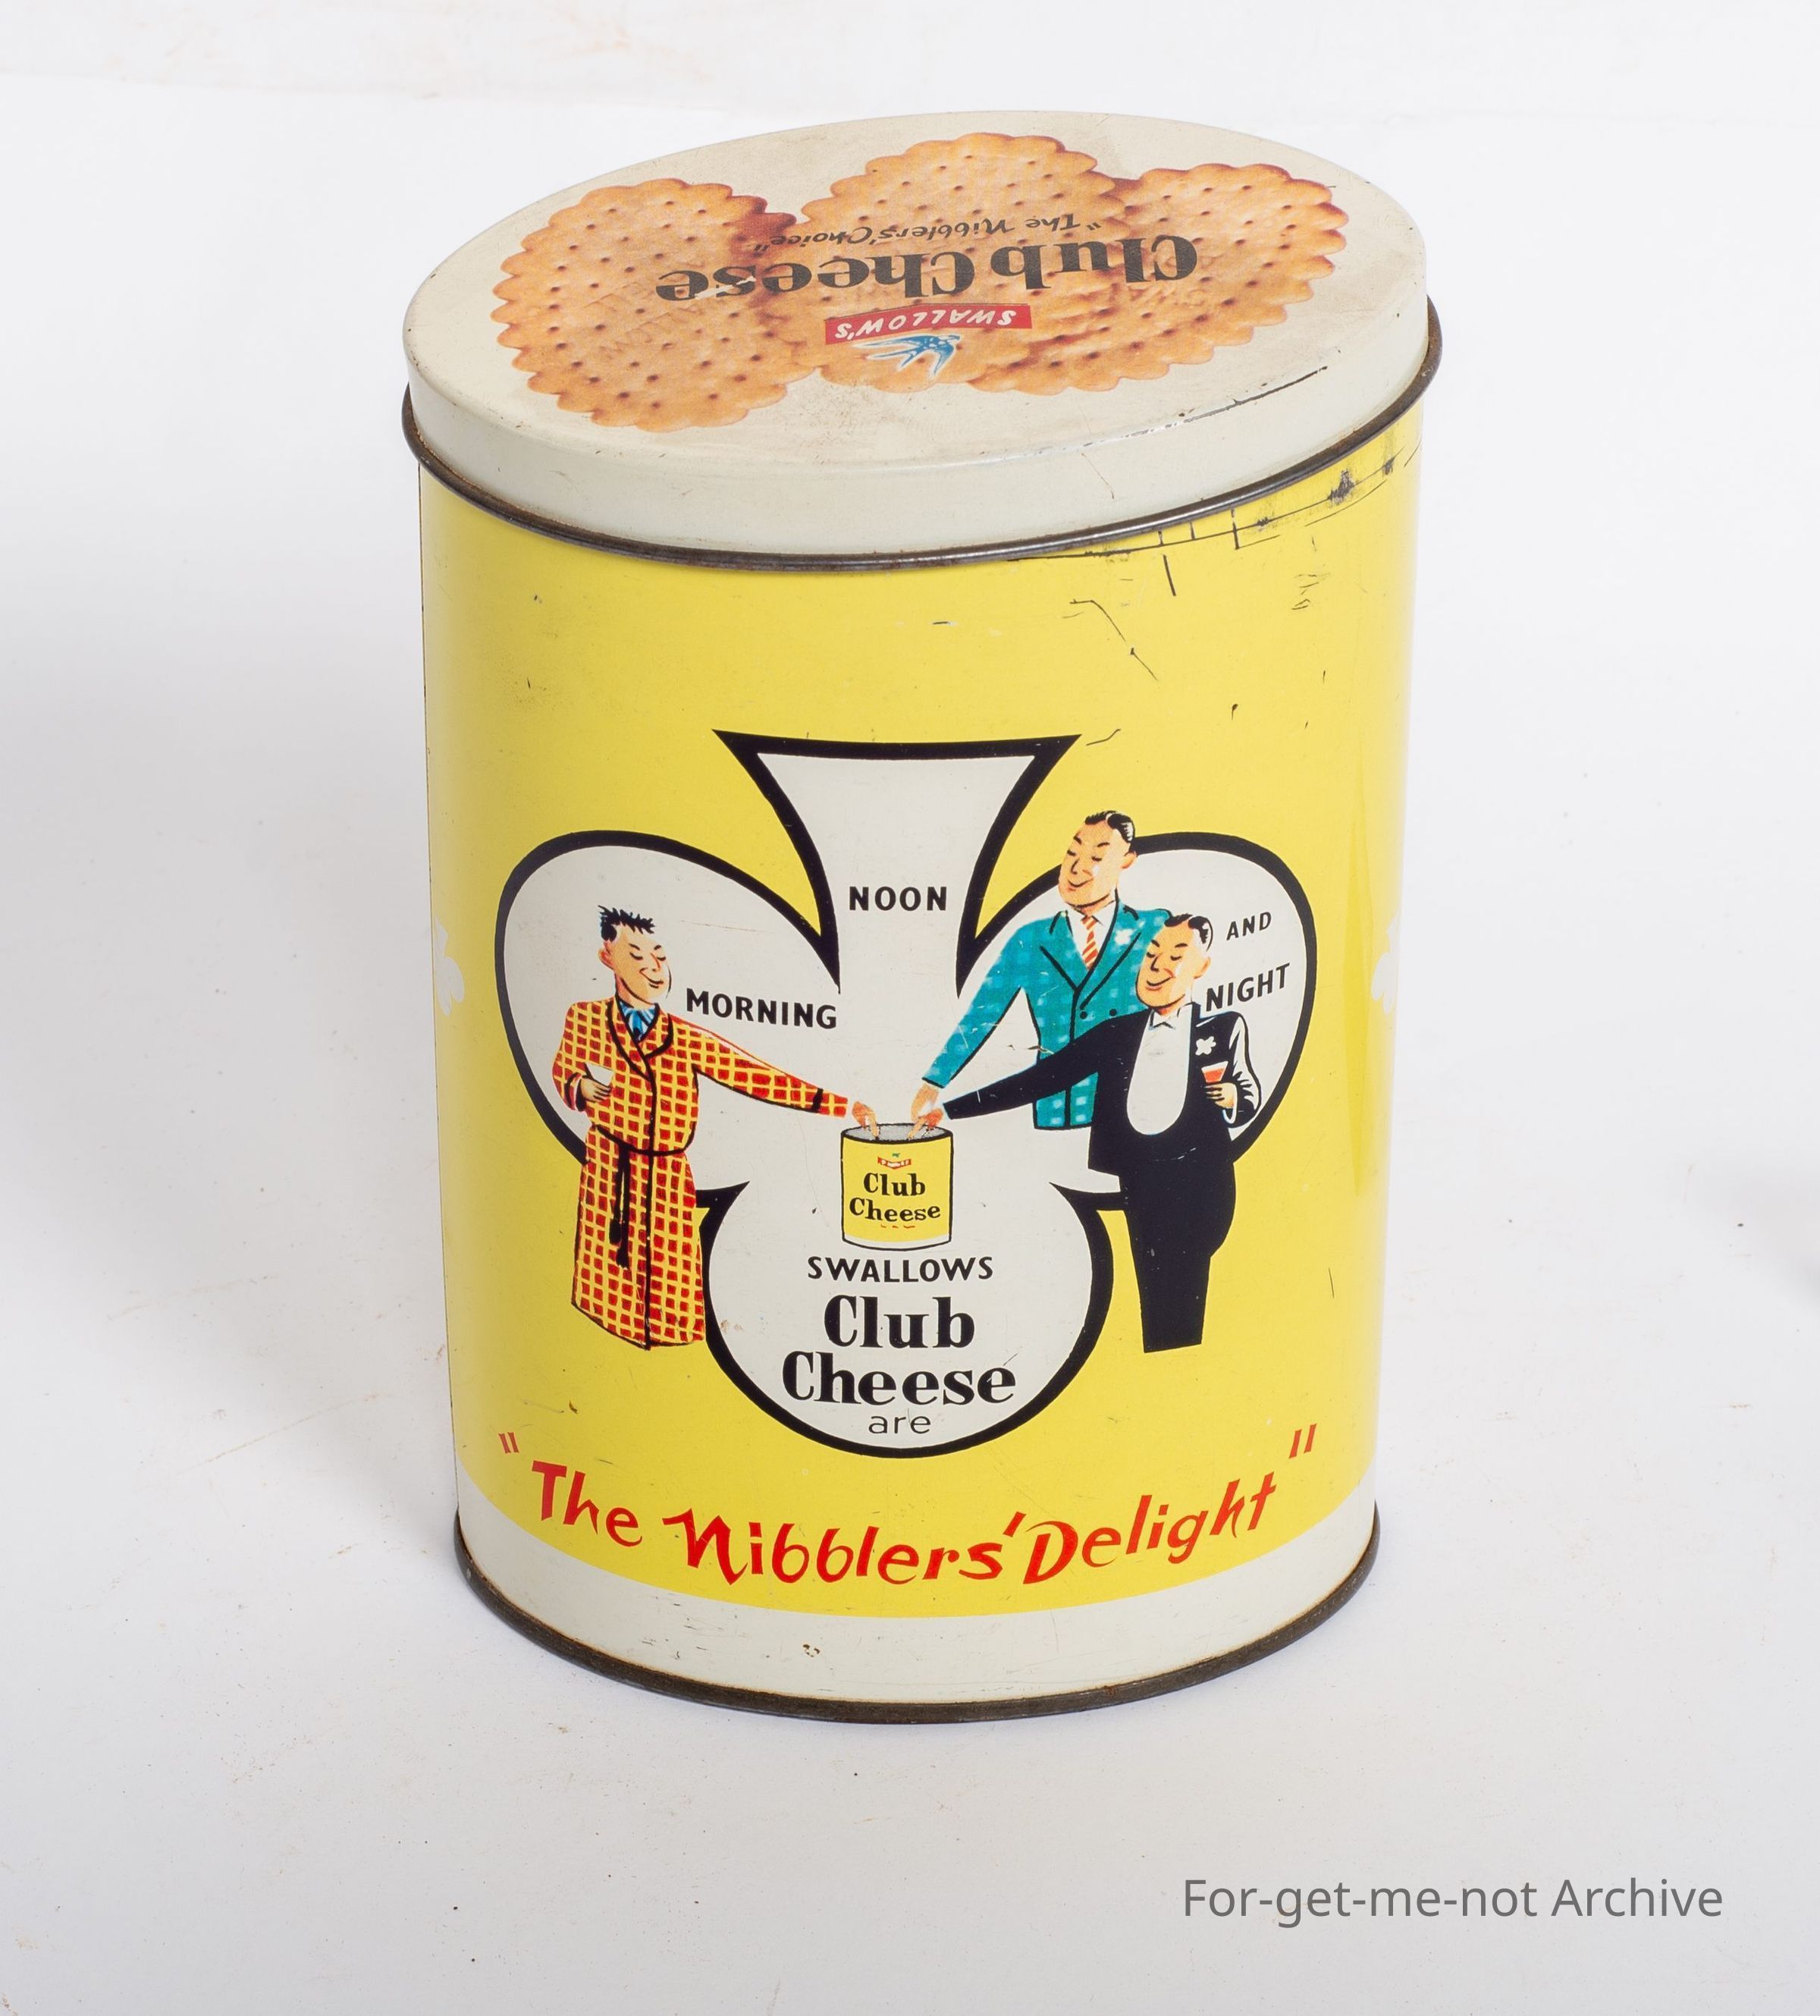 SWALLOW'S
Club Cheese
"The Nibblers' Choice"
NOON
MORNING
AND
NIGHT
Club
Cheese
SWALLOWS
Club
Cheese
are
"The Nibblers' Delight"
For-get-me-not Archive